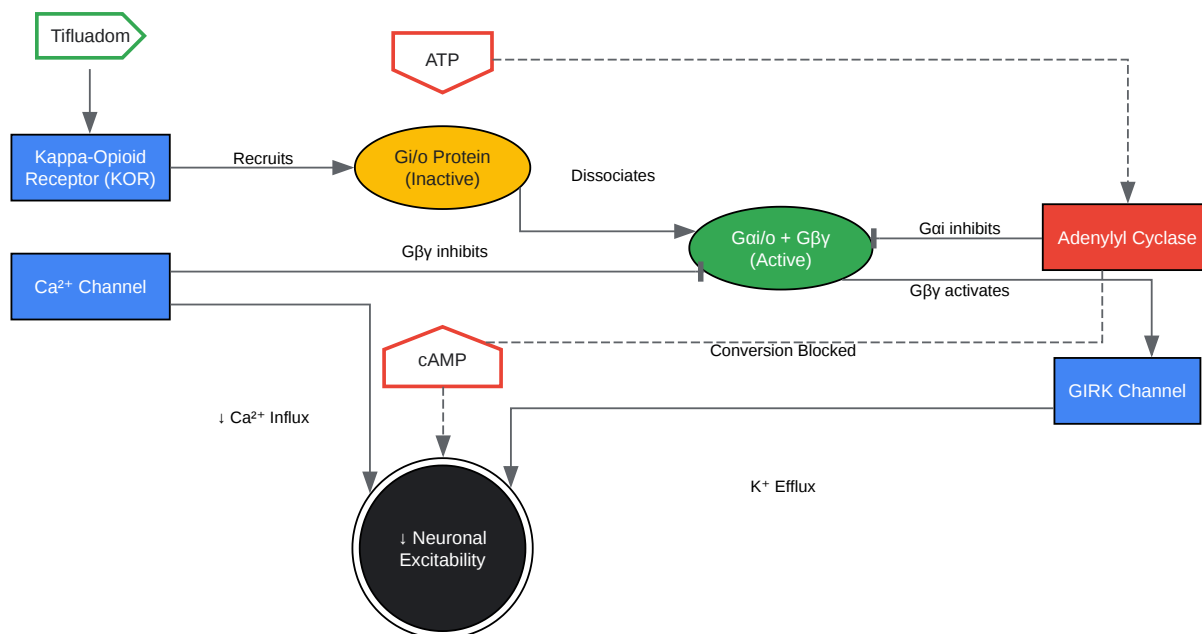 Tifluadom
ATP
Kappa-Opioid
Receptor (KOR)
Recruits
Gi/o Protein
(Inactive)
Dissociates
Gαi/o + Gβγ
(Active)
Gαi inhibits
Adenylyl Cyclase
Gβγ inhibits
Ca²⁺ Channel
Gβγ activates
cAMP
Conversion Blocked
GIRK Channel
↓ Ca²⁺ Influx
K⁺ Efflux
↓ Neuronal
Excitability